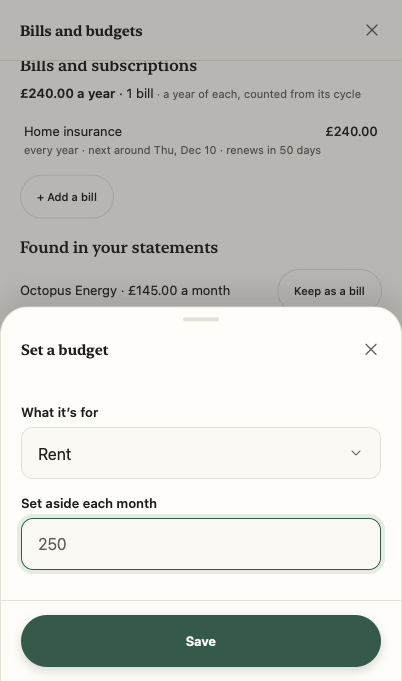 Bills and budgets
Bills and subscriptions
£240.00 a year · 1 bill · a year of each, counted from its cycle
Home insurance £240.00
every year · next around Thu, Dec 10 · renews in 50 days
+ Add a bill
Found in your statements
Octopus Energy · £145.00 a month Keep as a bill
Set a budget
What it's for
Rent
Set aside each month
250
Save